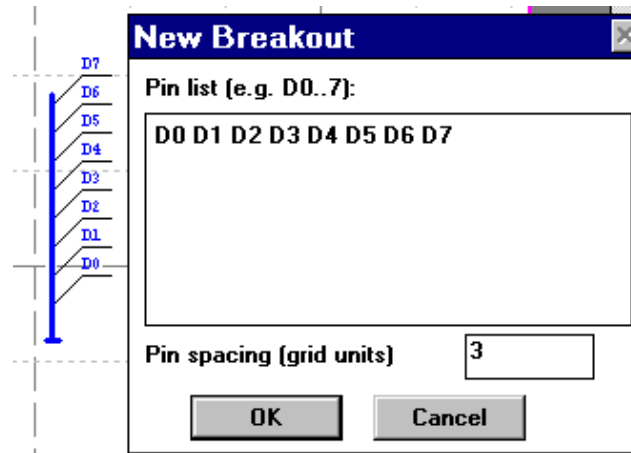 New Breakout
D7
D6
D5
D4
D3
D2
D1
D0
Pin list (e.g. D0..7):
D0 D1 D2 D3 D4 D5 D6 D7
Pin spacing (grid units)
3
OK
Cancel